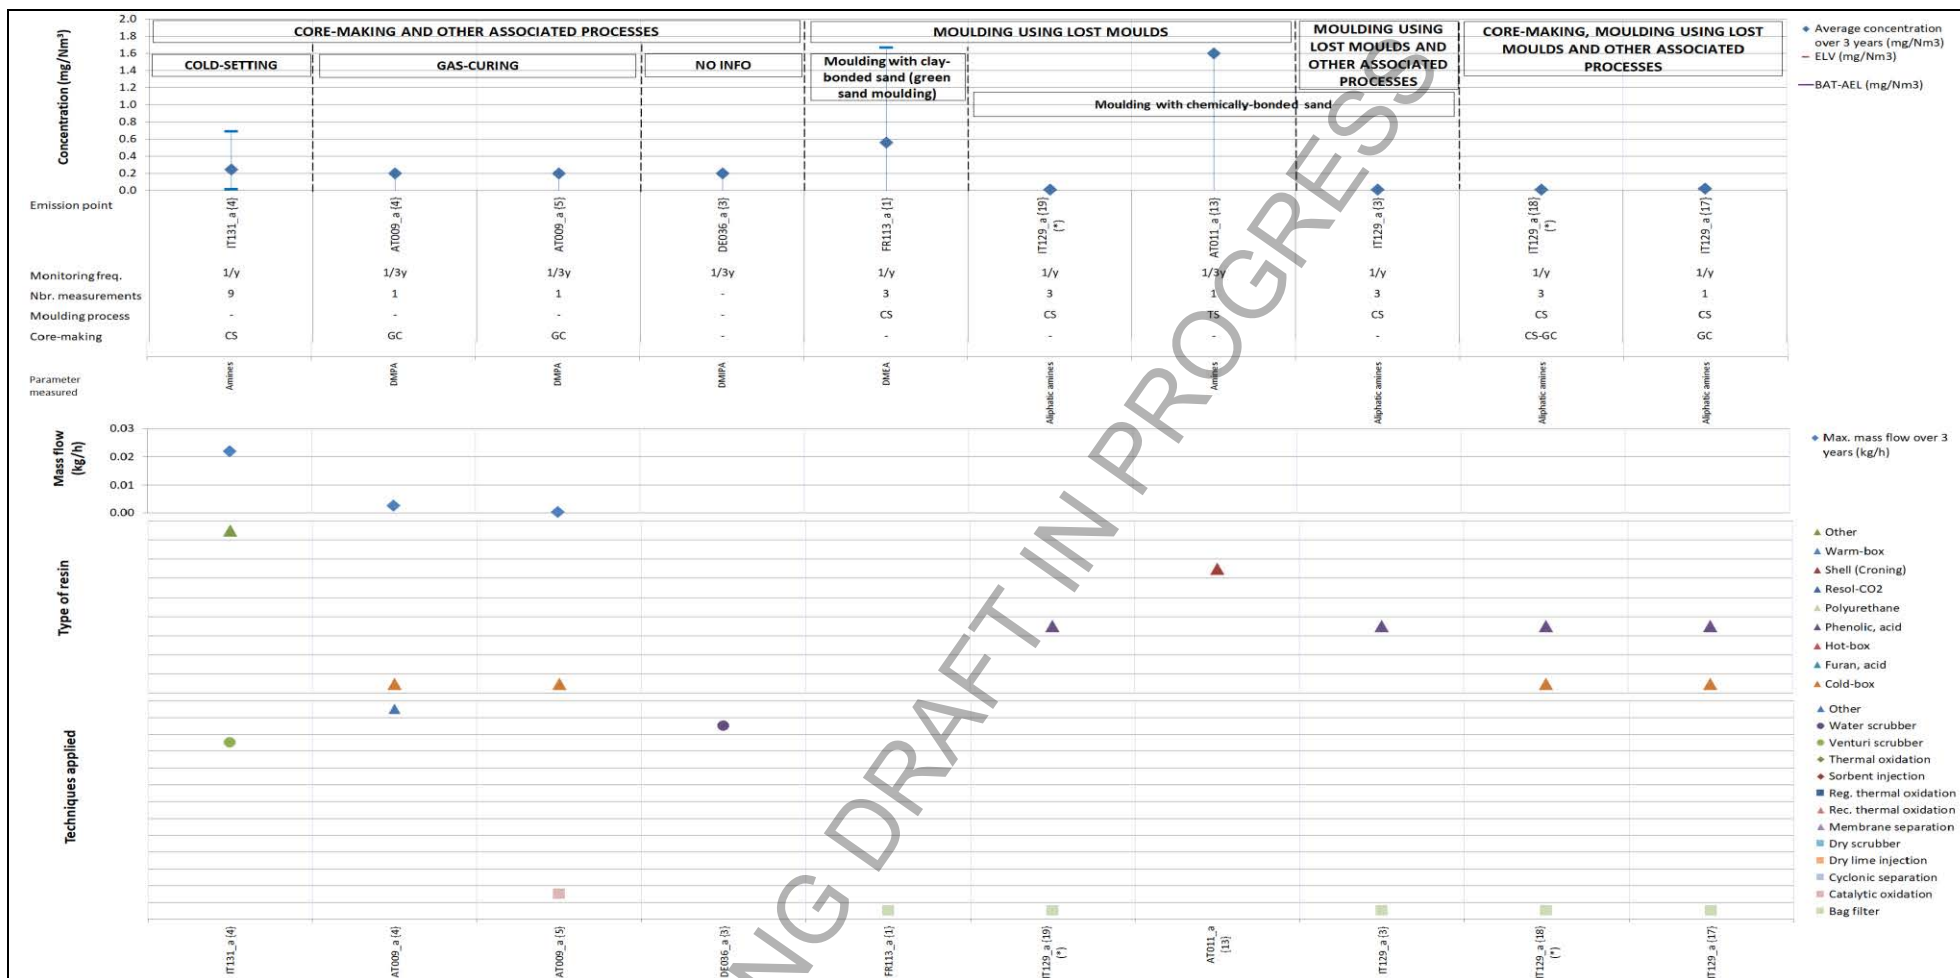 Concentration (mg/Nm³)
2.0
1.8
1.6
1.4
1.2
1.0
0.8
0.6
0.4
0.2
0.0
CORE-MAKING AND OTHER ASSOCIATED PROCESSES
MOULDING USING LOST MOULDS
MOULDING USING
LOST MOULDS AND
OTHER ASSOCIATED
PROCESSES
CORE-MAKING, MOULDING USING LOST
MOULDS AND OTHER ASSOCIATED
PROCESSES
COLD-SETTING
GAS-CURING
NO INFO
Moulding with clay-
bonded sand (green
sand moulding)
Moulding with chemically-bonded sand
Average concentration
over 3 years (mg/Nm3)
ELV (mg/Nm3)
BAT-AEL (mg/Nm3)
Emission point
IT131_a {4}
AT009_a {4}
AT009_a {5}
DE036_a {3}
FR113_a {1}
IT129_a {19}
(*)
AT011_a {13}
IT129_a {3}
IT129_a {18}
(*)
IT129_a {17}
Monitoring freq. 1/y 1/3y 1/3y 1/3y 1/y 1/y 1/3y 1/y 1/y 1/y
Nbr. measurements 9 1 1 - 3 3 1 3 3 1
Moulding process - - - - CS CS TS CS CS CS
Core-making CS GC GC - - - - - CS-GC GC
Parameter
measured
Amines
DMPA
DMPA
DMIPA
DMEA
Aliphatic amines
Amines
Aliphatic amines
Aliphatic amines
Aliphatic amines
Mass flow
(kg/h)
0.03
0.02
0.01
0.00
Max. mass flow over 3
years (kg/h)
Type of resin
Other
Warm-box
Shell (Croning)
Resol-CO2
Polyurethane
Phenolic, acid
Hot-box
Furan, acid
Cold-box
Techniques applied
Other
Water scrubber
Venturi scrubber
Thermal oxidation
Sorbent injection
Reg. thermal oxidation
Rec. thermal oxidation
Membrane separation
Dry scrubber
Dry lime injection
Cyclonic separation
Catalytic oxidation
Bag filter
IT131_a {4}
AT009_a {4}
AT009_a {5}
DE036_a {3}
FR113_a {1}
IT129_a {19}
(*)
AT011_a
{13}
IT129_a {3}
IT129_a {18}
(*)
IT129_a {17}
NG DRAFT IN PROGRESS